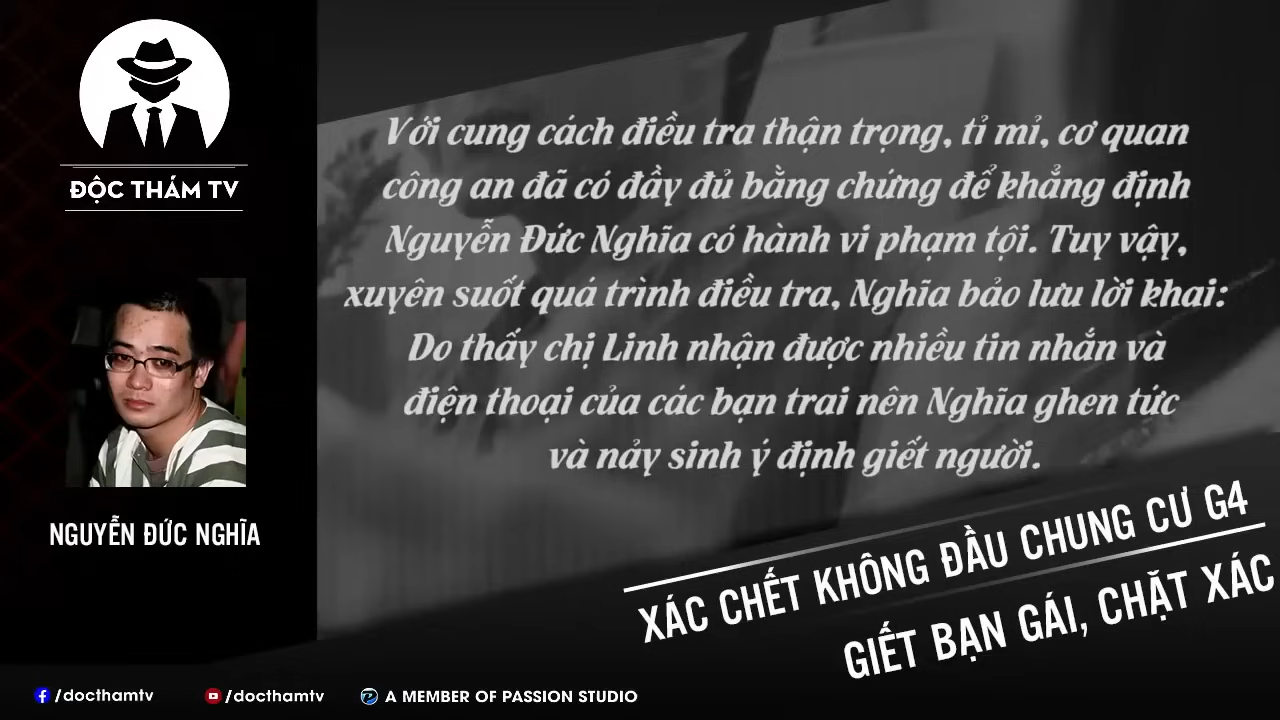 ĐỘC THÁM TV
NGUYỄN ĐỨC NGHĨA
Với cung cách điều tra thận trọng, tỉ mỉ, cơ quan
công an đã có đầy đủ bằng chứng để khẳng định
Nguyễn Đức Nghĩa có hành vi phạm tội. Tuy vậy,
xuyên suốt quá trình điều tra, Nghĩa bảo lưu lời khai:
Do thấy chị Linh nhận được nhiều tin nhắn và
điện thoại của các bạn trai nên Nghĩa ghen tức
và nảy sinh ý định giết người.
XÁC CHẾT KHÔNG ĐẦU CHUNG CƯ G4
GIẾT BẠN GÁI, CHẶT XÁC
/docthamtv /docthamtv A MEMBER OF PASSION STUDIO